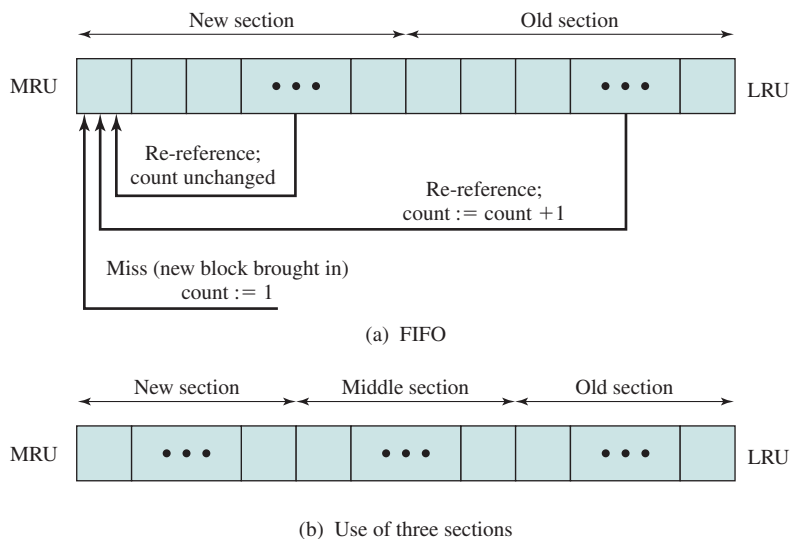 New section Old section
MRU LRU
Re-reference;
count unchanged
Re-reference;
count := count +1
Miss (new block brought in)
count := 1
(a) FIFO
New section Middle section Old section
MRU LRU
(b) Use of three sections